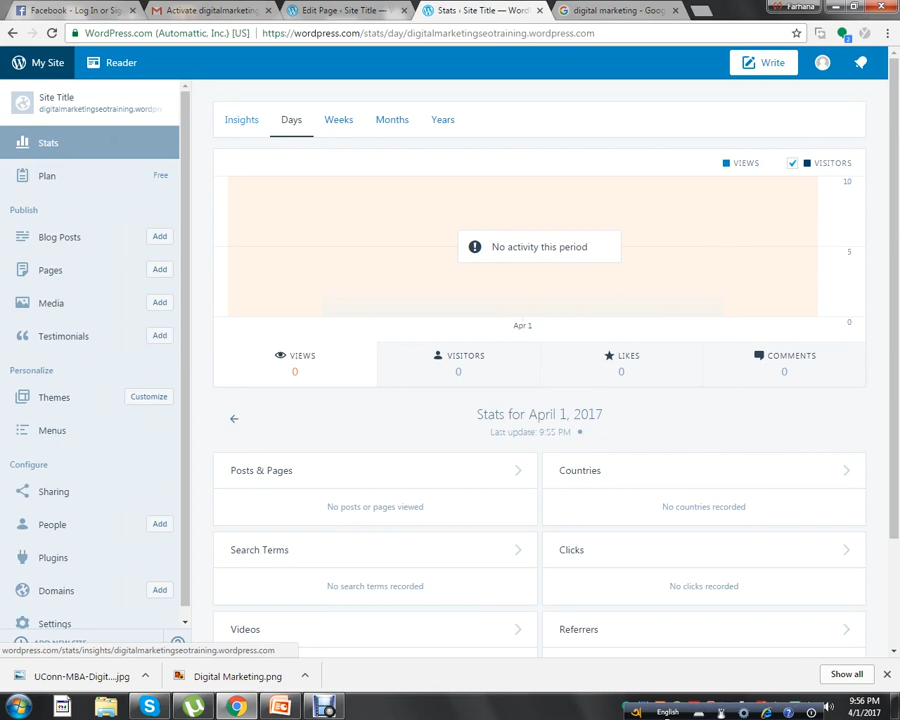 Facebook - Log In or Sig
Activate digitalmarketing
Edit Page ‹ Site Title —
Stats ‹ Site Title — Word
digital marketing - Goog
Farhana
WordPress.com (Automattic, Inc.) [US]
https://wordpress.com/stats/day/digitalmarketingseotraining.wordpress.com
My Site
Reader
Write
Site Title
digitalmarketingseotraining.wordpr
Insights
Days
Weeks
Months
Years
Stats
Plan
Free
VIEWS
VISITORS
10
5
0
No activity this period
Apr 1
Publish
Blog Posts
Add
Pages
Add
Media
Add
Testimonials
Add
Personalize
Themes
Customize
Menus
Configure
Sharing
People
Add
Plugins
Domains
Add
Settings
ADD NEW SITE
VIEWS
0
VISITORS
0
LIKES
0
COMMENTS
0
Stats for April 1, 2017
Last update: 9:55 PM
Posts & Pages
No posts or pages viewed
Countries
No countries recorded
Search Terms
No search terms recorded
Clicks
No clicks recorded
Videos
Referrers
wordpress.com/stats/insights/digitalmarketingseotraining.wordpress.com
UConn-MBA-Digit....jpg
Digital Marketing.png
Show all
English
9:56 PM
4/1/2017